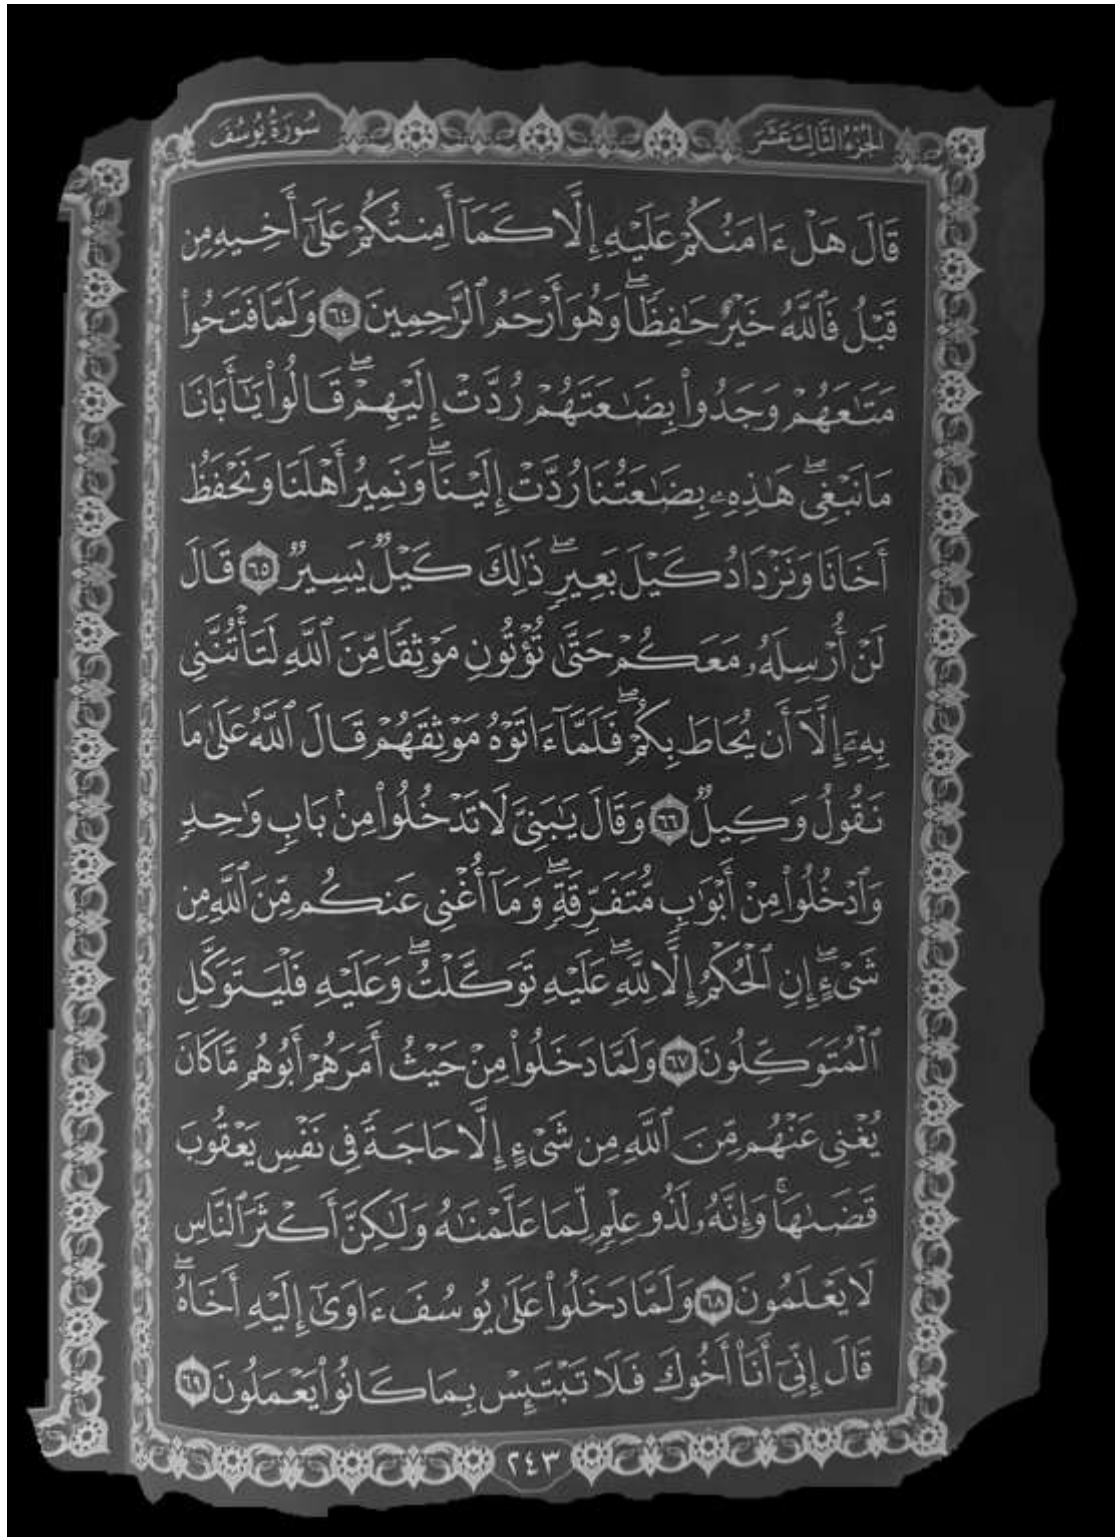 الجزء الثالث عشر
سورة يوسف
قَالَ هَلْ ءَامَنُكُمْ عَلَيْهِ إِلَّا كَمَآ أَمِنتُكُمْ عَلَىٰٓ أَخِيهِ مِن
قَبْلُ فَٱللَّهُ خَيْرٌ حَٰفِظٗاۖ وَهُوَ أَرْحَمُ ٱلرَّٰحِمِينَ ٦٤ وَلَمَّا فَتَحُوا۟
مَتَٰعَهُمْ وَجَدُوا۟ بِضَٰعَتَهُمْ رُدَّتْ إِلَيْهِمْۖ قَالُوا۟ يَٰٓأَبَانَا
مَا نَبْغِيۖ هَٰذِهِۦ بِضَٰعَتُنَا رُدَّتْ إِلَيْنَاۖ وَنَمِيرُ أَهْلَنَا وَنَحْفَظُ
أَخَانَا وَنَزْدَادُ كَيْلَ بَعِيرٖۖ ذَٰلِكَ كَيْلٞ يَسِيرٞ ٦٥ قَالَ
لَنْ أُرْسِلَهُۥ مَعَكُمْ حَتَّىٰ تُؤْتُونِ مَوْثِقٗا مِّنَ ٱللَّهِ لَتَأْتُنَّنِي
بِهِۦٓ إِلَّآ أَن يُحَاطَ بِكُمْۖ فَلَمَّآ ءَاتَوْهُ مَوْثِقَهُمْ قَالَ ٱللَّهُ عَلَىٰ مَا
نَقُولُ وَكِيلٞ ٦٦ وَقَالَ يَٰبَنِيَّ لَا تَدْخُلُوا۟ مِنۢ بَابٖ وَٰحِدٖ
وَٱدْخُلُوا۟ مِنْ أَبْوَٰبٖ مُّتَفَرِّقَةٖۖ وَمَآ أُغْنِي عَنكُم مِّنَ ٱللَّهِ مِن
شَيْءٍۖ إِنِ ٱلْحُكْمُ إِلَّا لِلَّهِۖ عَلَيْهِ تَوَكَّلْتُۖ وَعَلَيْهِ فَلْيَتَوَكَّلِ
ٱلْمُتَوَكِّلُونَ ٦٧ وَلَمَّا دَخَلُوا۟ مِنْ حَيْثُ أَمَرَهُمْ أَبُوهُم مَّا كَانَ
يُغْنِي عَنْهُم مِّنَ ٱللَّهِ مِن شَيْءٍ إِلَّا حَاجَةٗ فِي نَفْسِ يَعْقُوبَ
قَضَىٰهَاۚ وَإِنَّهُۥ لَذُو عِلْمٖ لِّمَا عَلَّمْنَٰهُ وَلَٰكِنَّ أَكْثَرَ ٱلنَّاسِ
لَا يَعْلَمُونَ ٦٨ وَلَمَّا دَخَلُوا۟ عَلَىٰ يُوسُفَ ءَاوَىٰٓ إِلَيْهِ أَخَاهُۖ
قَالَ إِنِّيٓ أَنَا۠ أَخُوكَ فَلَا تَبْتَئِسْ بِمَا كَانُوا۟ يَعْمَلُونَ ٦٩
٢٤٣